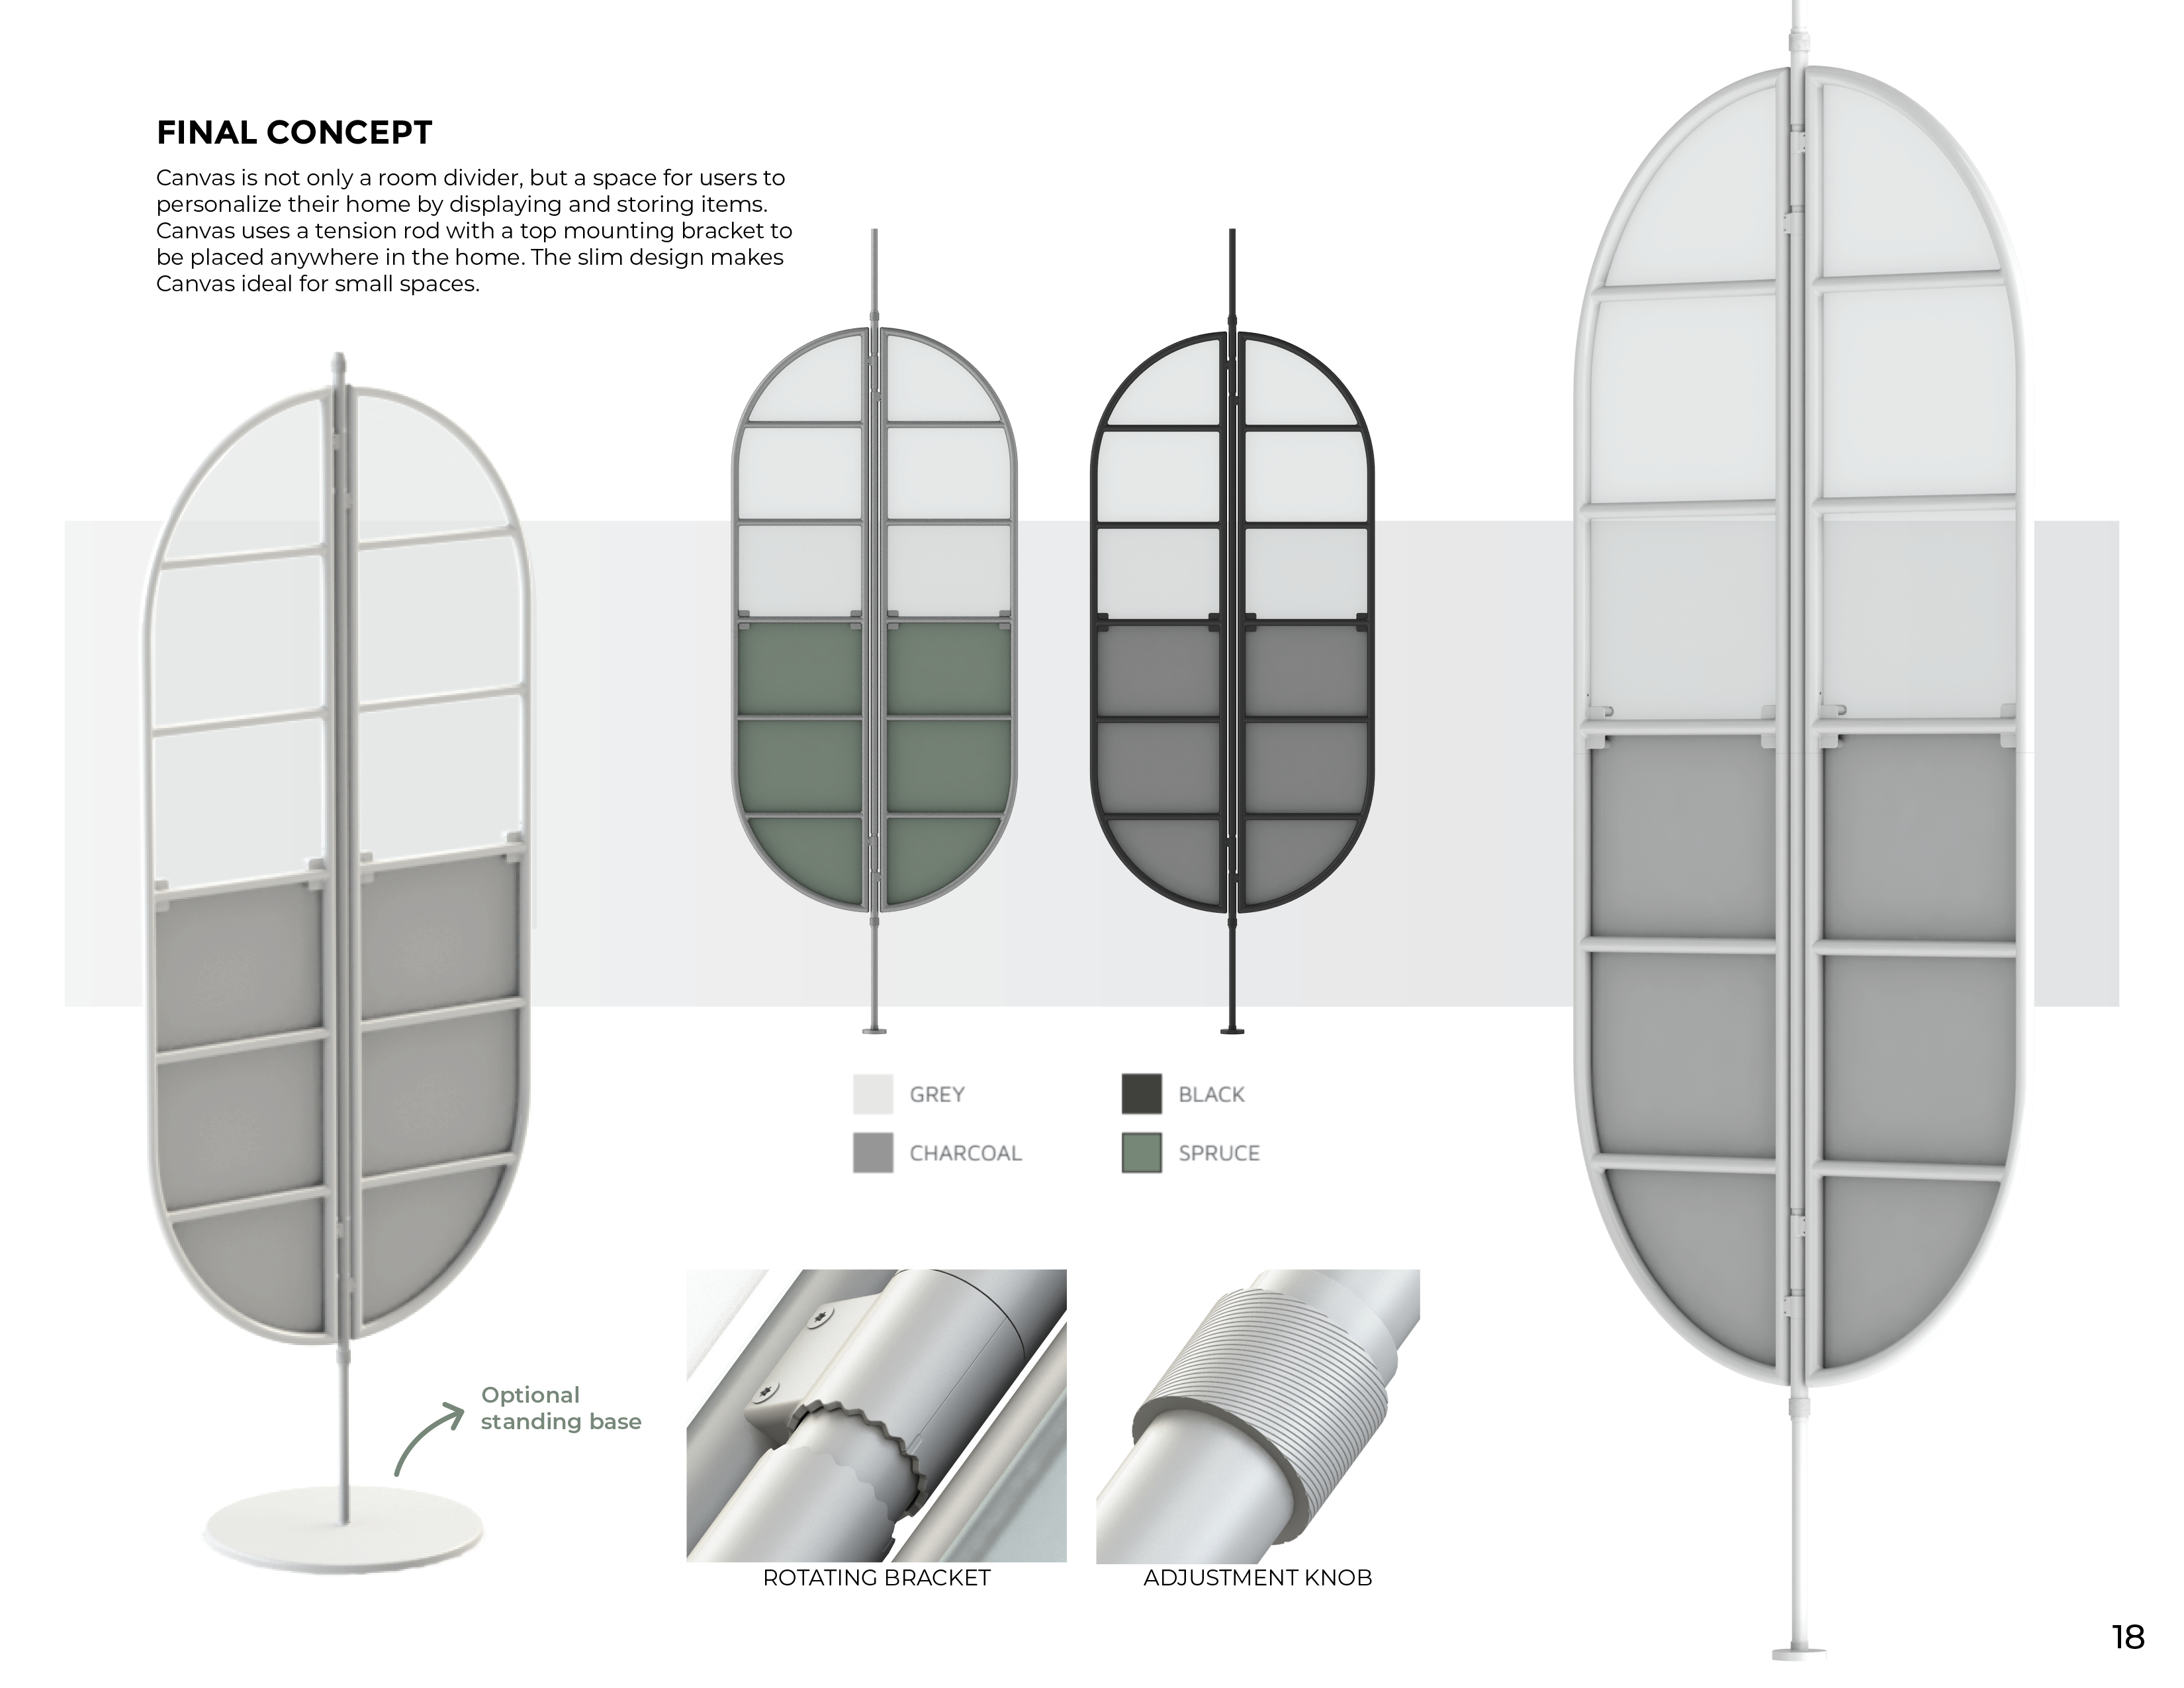 FINAL CONCEPT
Canvas is not only a room divider, but a space for users to
personalize their home by displaying and storing items.
Canvas uses a tension rod with a top mounting bracket to
be placed anywhere in the home. The slim design makes
Canvas ideal for small spaces.
GREY
BLACK
CHARCOAL
SPRUCE
Optional
standing base
ROTATING BRACKET
ADJUSTMENT KNOB
18